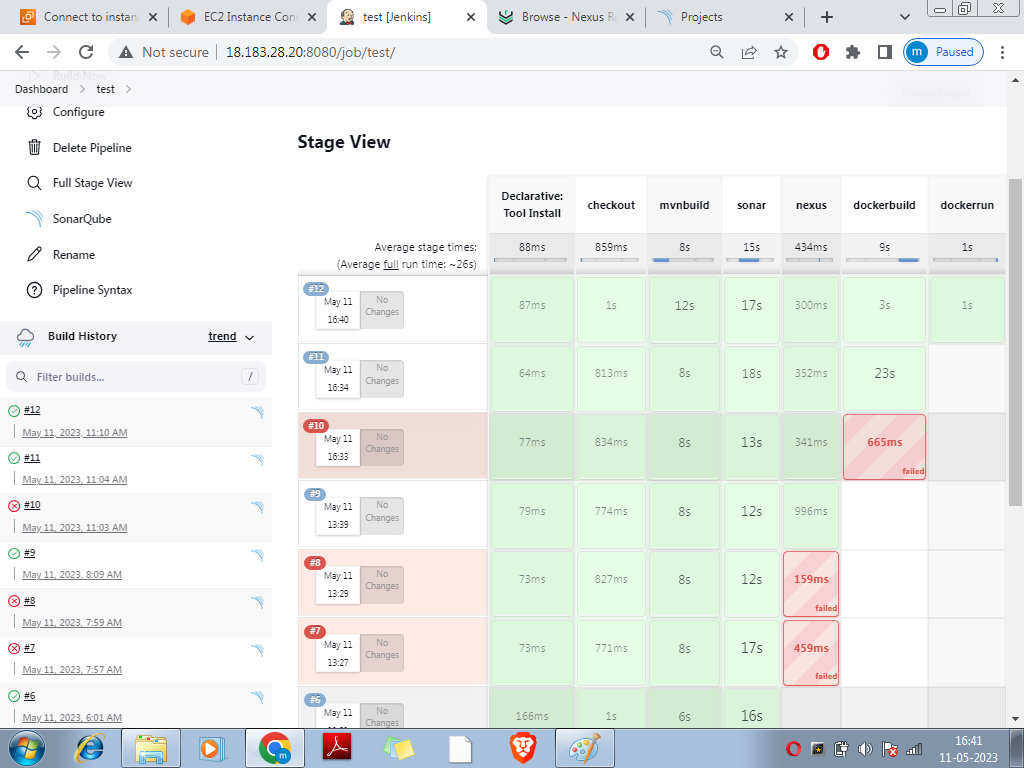 Connect to instan
EC2 Instance Con
test [Jenkins]
Browse - Nexus R
Projects
Not secure
18.183.28.20:8080/job/test/
m
Paused
Build Now
Disable Project
Dashboard
test
Configure
Delete Pipeline
Full Stage View
SonarQube
Rename
Pipeline Syntax
Build History
trend
Filter builds...
/
#12
May 11, 2023, 11:10 AM
#11
May 11, 2023, 11:04 AM
#10
May 11, 2023, 11:03 AM
#9
May 11, 2023, 8:09 AM
#8
May 11, 2023, 7:59 AM
#7
May 11, 2023, 7:57 AM
#6
May 11, 2023, 6:01 AM
Stage View
Declarative: Tool Install checkout mvnbuild sonar nexus dockerbuild dockerrun
Average stage times: 88ms 859ms 8s 15s 434ms 9s 1s
(Average full run time: ~26s)
#12
May 11 16:40 No Changes 87ms 1s 12s 17s 300ms 3s 1s
#11
May 11 16:34 No Changes 64ms 813ms 8s 18s 352ms 23s
#10
May 11 16:33 No Changes 77ms 834ms 8s 13s 341ms 665ms failed
#9
May 11 13:39 No Changes 79ms 774ms 8s 12s 996ms
#8
May 11 13:29 No Changes 73ms 827ms 8s 12s 159ms failed
#7
May 11 13:27 No Changes 73ms 771ms 8s 17s 459ms failed
#6
May 11 No Changes 166ms 1s 6s 16s
m
16:41
11-05-2023